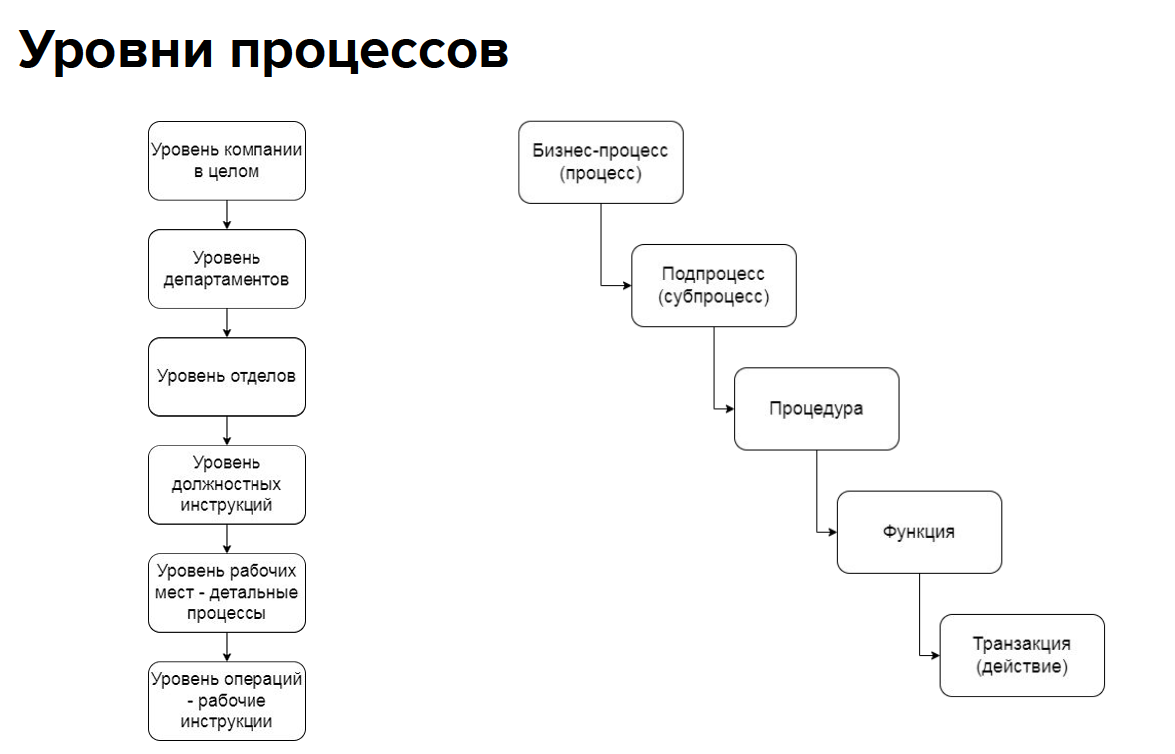 Уровни процессов
Уровень компании
в целом
Уровень
департаментов
Уровень отделов
Уровень
должностных
инструкций
Уровень рабочих
мест - детальные
процессы
Уровень операций
- рабочие
инструкции
Бизнес-процесс
(процесс)
Подпроцесс
(субпроцесс)
Процедура
Функция
Транзакция
(действие)